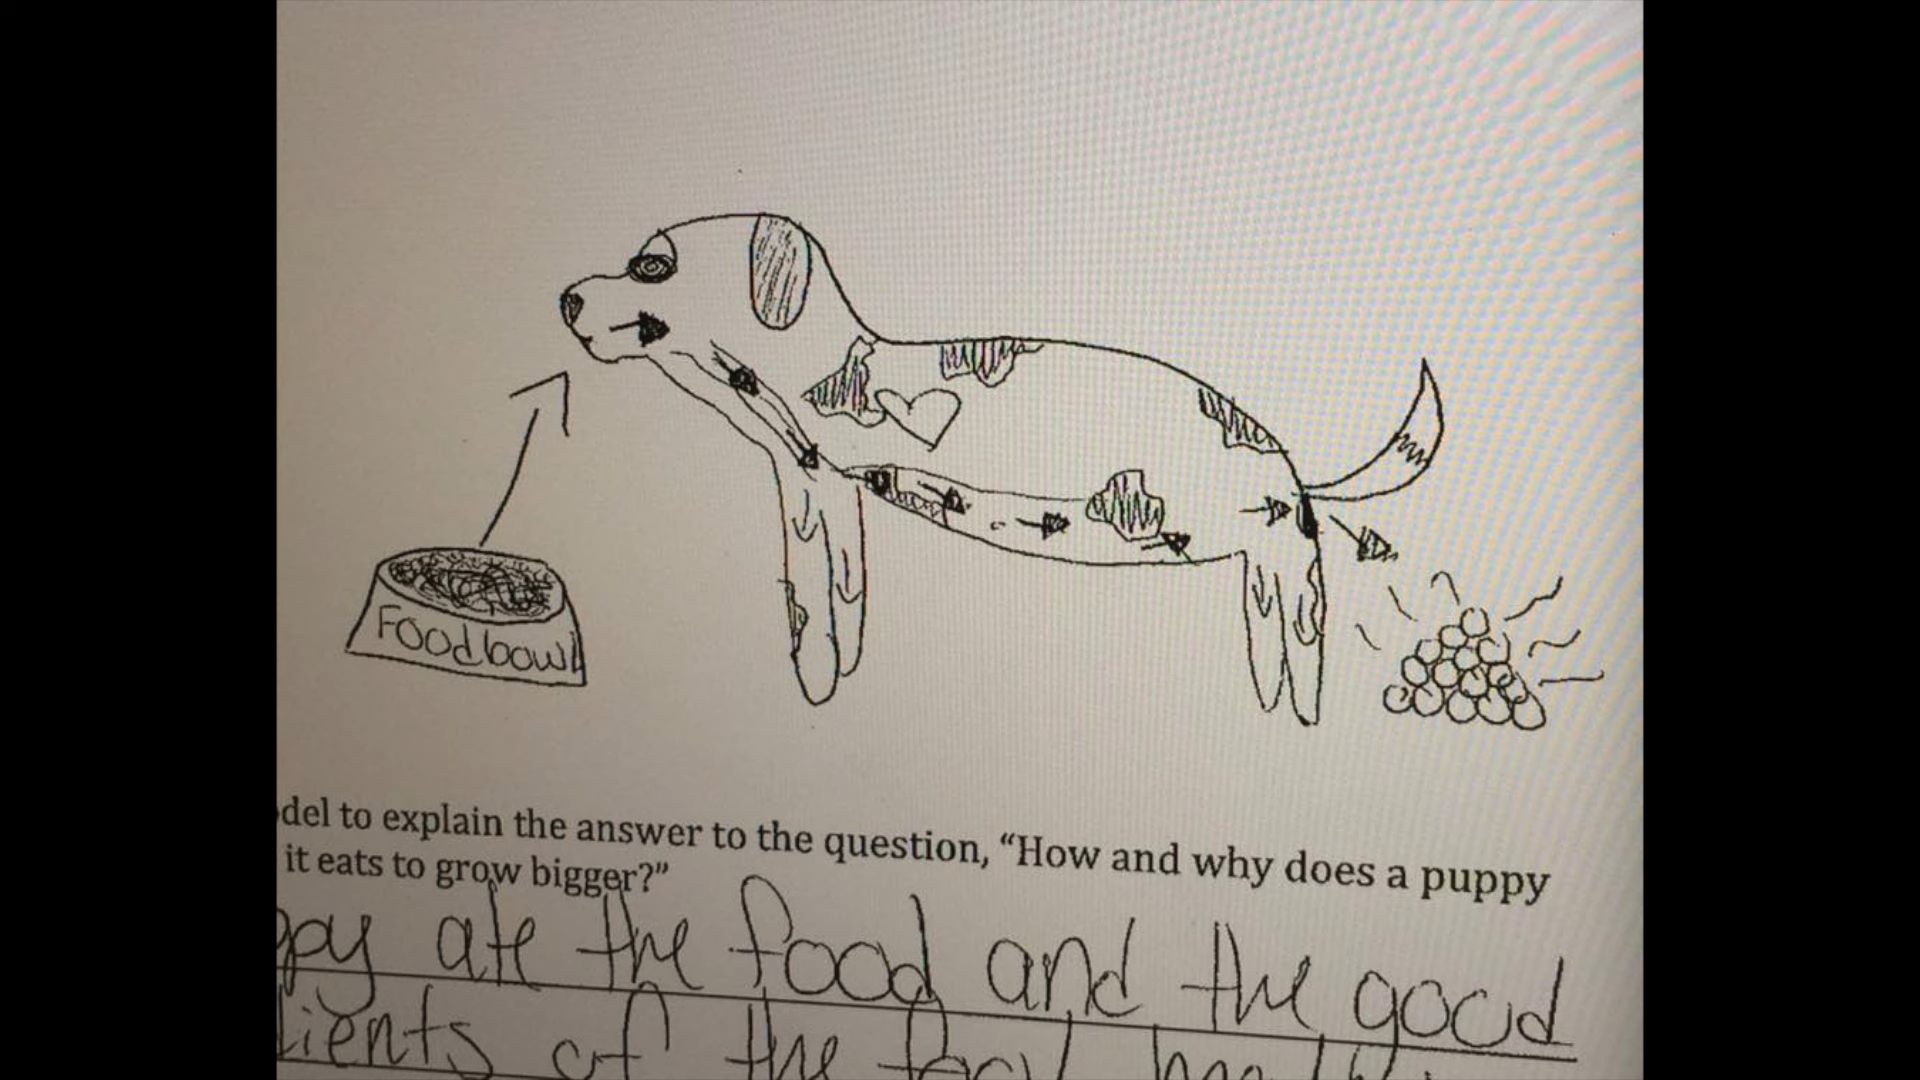 Foodbowl
del to explain the answer to the question, “How and why does a puppy
it eats to grow bigger?”
ate the food and the good
of the